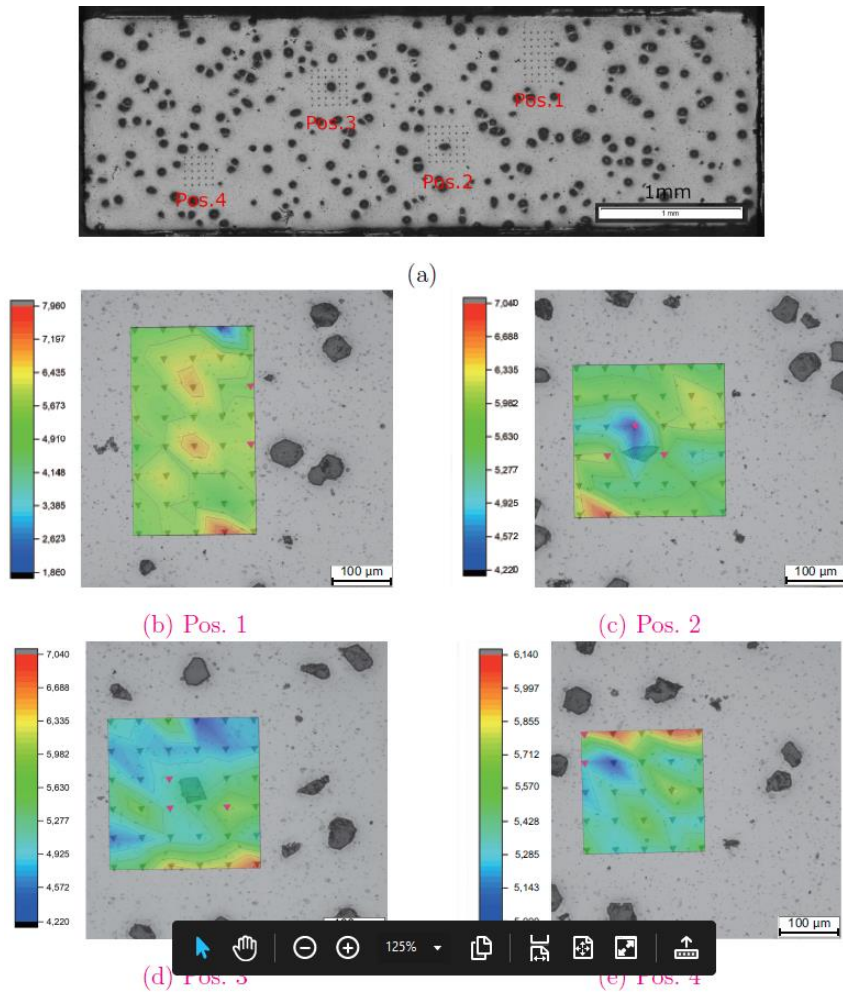 Pos.1
Pos.3
Pos.2
Pos.4
1mm
1 mm
(a)
7,960
7,197
6,435
5,673
4,910
4,148
3,385
2,623
1,860
100 µm
7,040
6,688
6,335
5,982
5,630
5,277
4,925
4,572
4,220
100 µm
(b) Pos. 1
(c) Pos. 2
7,040
6,688
6,335
5,982
5,630
5,277
4,925
4,572
4,220
6,140
5,997
5,855
5,712
5,570
5,428
5,285
5,143
100 µm
125%
(d) Pos. 3
(e) Pos. 4